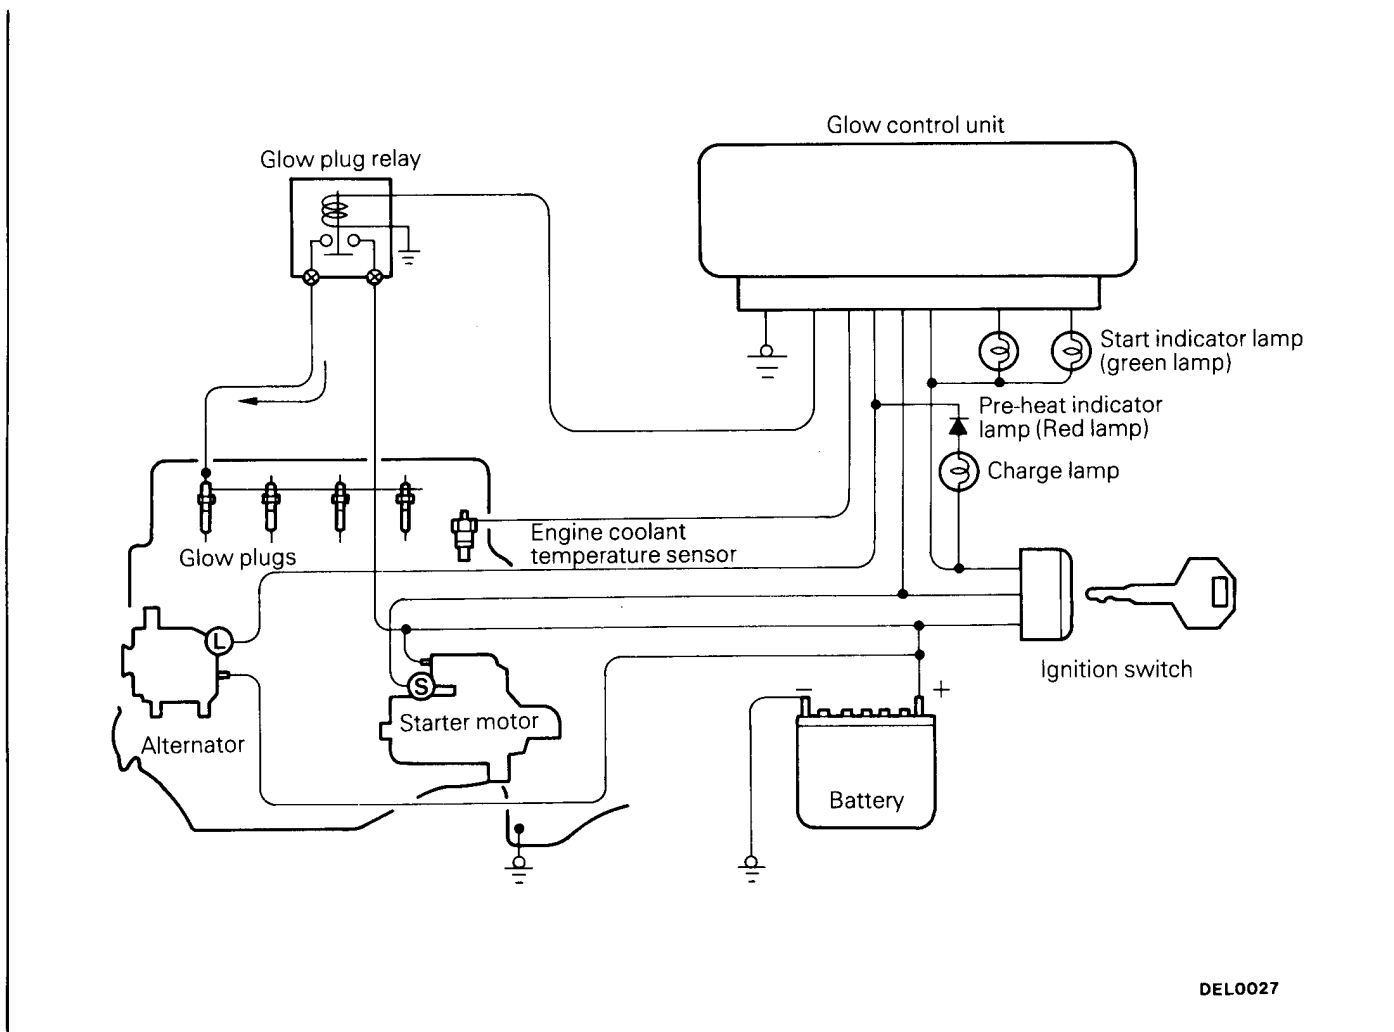 Glow control unit
Glow plug relay
Start indicator lamp
(green lamp)
Pre-heat indicator
lamp (Red lamp)
Charge lamp
Engine coolant
temperature sensor
Glow plugs
L
Ignition switch
S
− +
Starter motor
Alternator
Battery
DEL0027